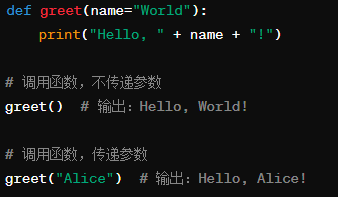 def greet(name="World"):
    print("Hello, " + name + "!")
# 调用函数，不传递参数
greet()  # 输出：Hello, World!
# 调用函数，传递参数
greet("Alice")  # 输出：Hello, Alice!